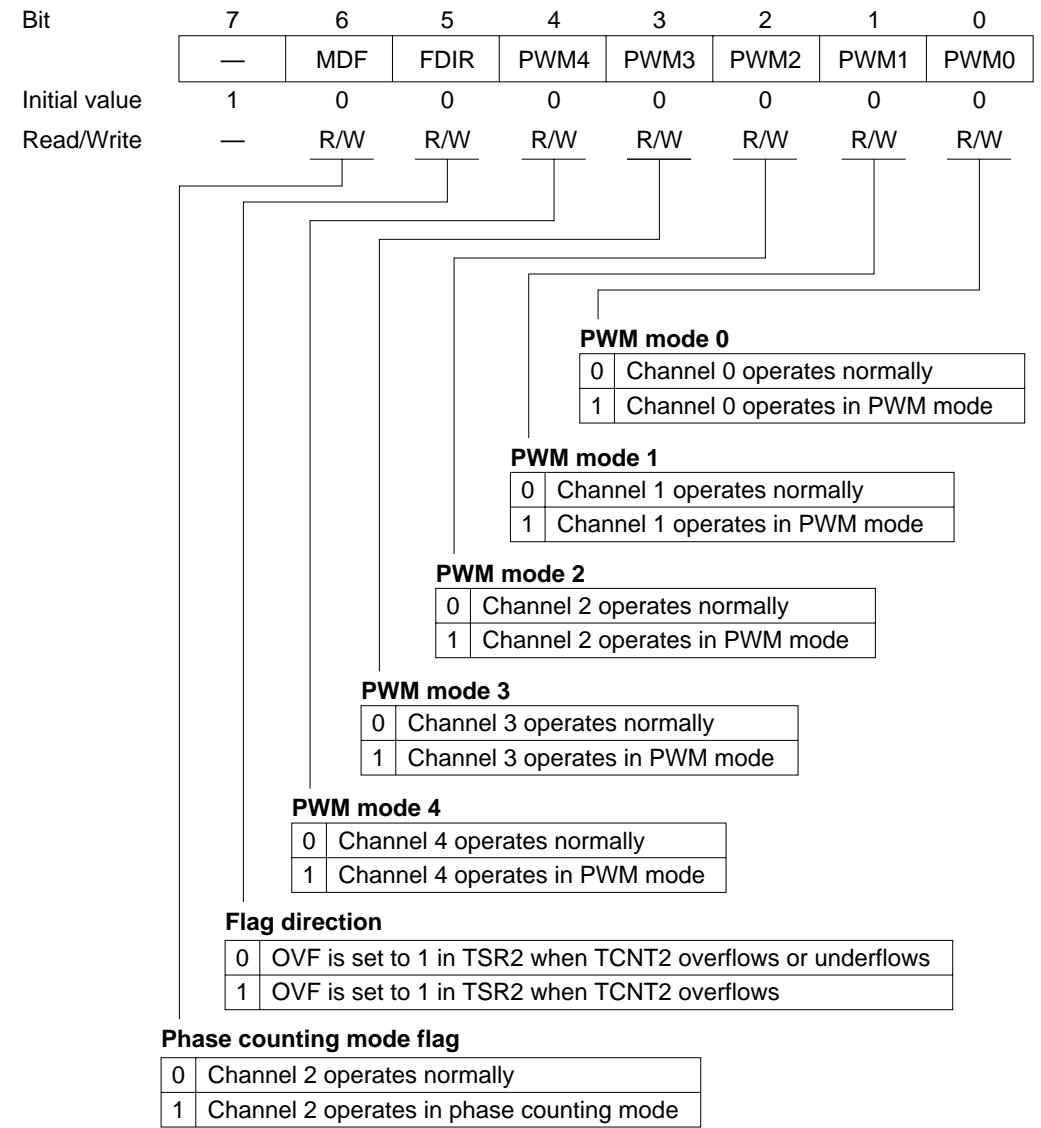 Bit 7 6 5 4 3 2 1 0
— MDF FDIR PWM4 PWM3 PWM2 PWM1 PWM0
Initial value 1 0 0 0 0 0 0 0
Read/Write — R/W R/W R/W R/W R/W R/W R/W
PWM mode 0
0 Channel 0 operates normally
1 Channel 0 operates in PWM mode
PWM mode 1
0 Channel 1 operates normally
1 Channel 1 operates in PWM mode
PWM mode 2
0 Channel 2 operates normally
1 Channel 2 operates in PWM mode
PWM mode 3
0 Channel 3 operates normally
1 Channel 3 operates in PWM mode
PWM mode 4
0 Channel 4 operates normally
1 Channel 4 operates in PWM mode
Flag direction
0 OVF is set to 1 in TSR2 when TCNT2 overflows or underflows
1 OVF is set to 1 in TSR2 when TCNT2 overflows
Phase counting mode flag
0 Channel 2 operates normally
1 Channel 2 operates in phase counting mode